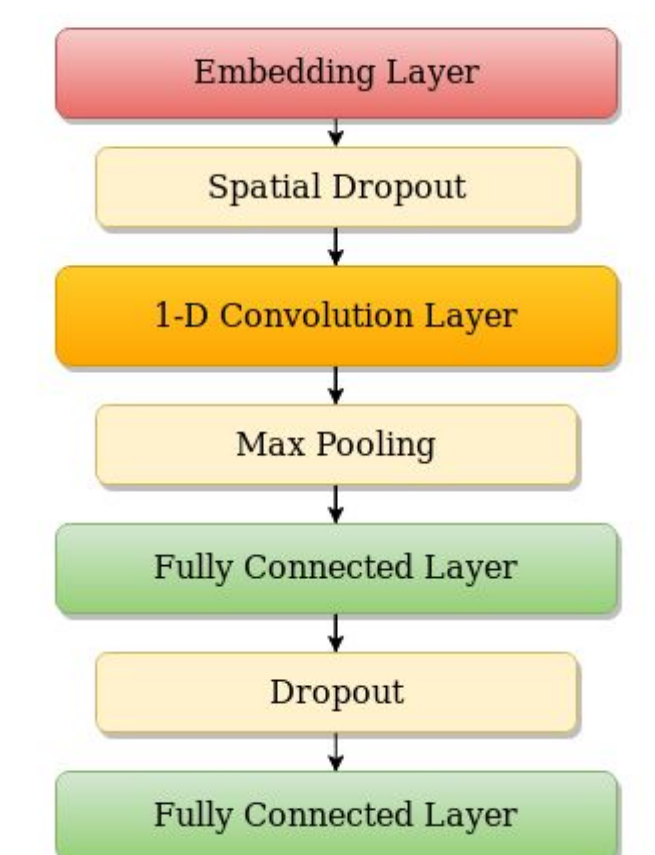 Embedding Layer
Spatial Dropout
1-D Convolution Layer
Max Pooling
Fully Connected Layer
Dropout
Fully Connected Layer